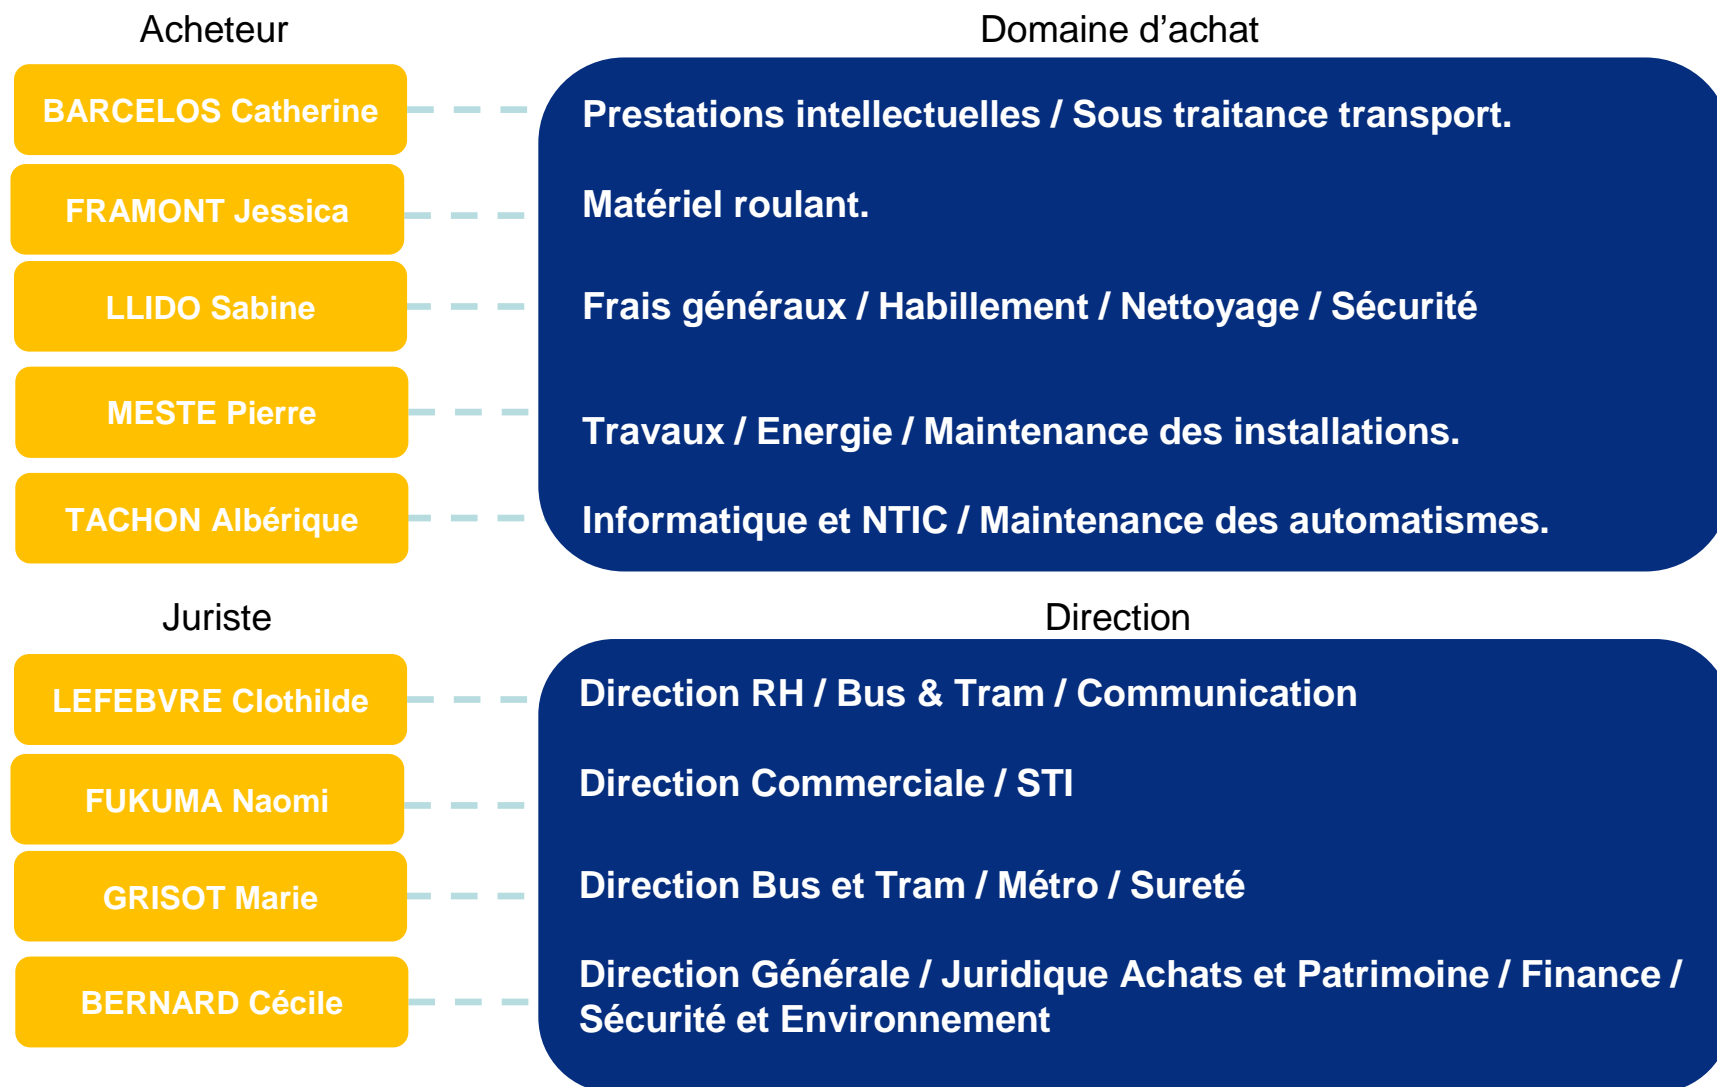 Acheteur
Domaine d’achat
BARCELOS Catherine
Prestations intellectuelles / Sous traitance transport.
FRAMONT Jessica
Matériel roulant.
LLIDO Sabine
Frais généraux / Habillement / Nettoyage / Sécurité
MESTE Pierre
Travaux / Energie / Maintenance des installations.
TACHON Albérique
Informatique et NTIC / Maintenance des automatismes.
Juriste
Direction
LEFEBVRE Clothilde
Direction RH / Bus & Tram / Communication
FUKUMA Naomi
Direction Commerciale / STI
GRISOT Marie
Direction Bus et Tram / Métro / Sureté
BERNARD Cécile
Direction Générale / Juridique Achats et Patrimoine / Finance /
Sécurité et Environnement